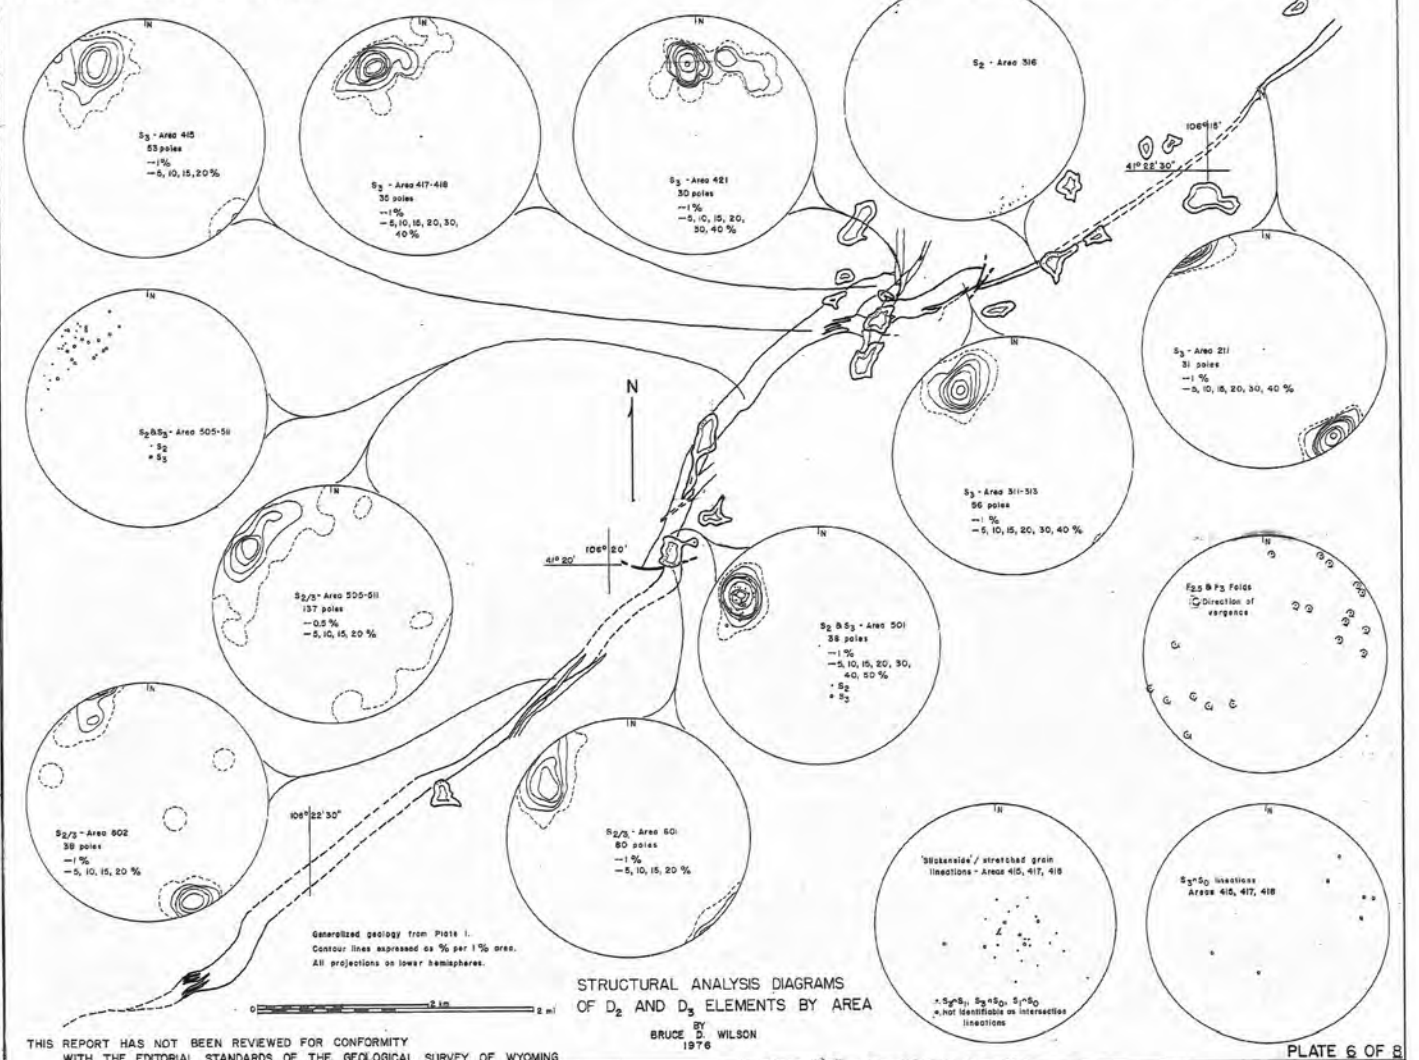 N
S3 - Area 415
53 poles
—1%
—5, 10, 15, 20%
N
S3 - Area 417-418
35 poles
—1%
—5, 10, 15, 20, 30,
40%
N
S3 - Area 421
30 poles
—1%
—5, 10, 15, 20,
30, 40%
S2 - Area 316
106° 15'
41° 22' 30"
N
S3 - Area 211
31 poles
—1%
—5, 10, 15, 20, 30, 40%
N
S2 & S3 - Area 505-511
· S2
• S3
N
N
S3 - Area 311-313
56 poles
—1%
—5, 10, 15, 20, 30, 40%
N
S2/3 - Area 505-511
137 poles
—0.5%
—5, 10, 15, 20%
106° 20'
41° 20'
N
S2 & S3 - Area 501
38 poles
—1%
—5, 10, 15, 20, 30,
40, 50%
· S2
• S3
N
F2.5 & F3 Folds
Direction of
vergence
N
S2/3 - Area 602
38 poles
—1%
—5, 10, 15, 20%
106° 22' 30"
N
S2/3 - Area 601
80 poles
—1%
—5, 10, 15, 20%
N
'Slickenside' / stretched grain
lineations - Areas 415, 417, 418
S2^S1, S3^S0, S1^S0
Not identifiable as intersection
lineations
N
S3^S0 lineations
Areas 415, 417, 418
Generalized geology from Plate 1.
Contour lines expressed as % per 1% area.
All projections on lower hemispheres.
0 2 km 2 mi
STRUCTURAL ANALYSIS DIAGRAMS
OF D2 AND D3 ELEMENTS BY AREA
BY
BRUCE D. WILSON
1976
THIS REPORT HAS NOT BEEN REVIEWED FOR CONFORMITY
WITH THE EDITORIAL STANDARDS OF THE GEOLOGICAL SURVEY OF WYOMING
PLATE 6 OF 8